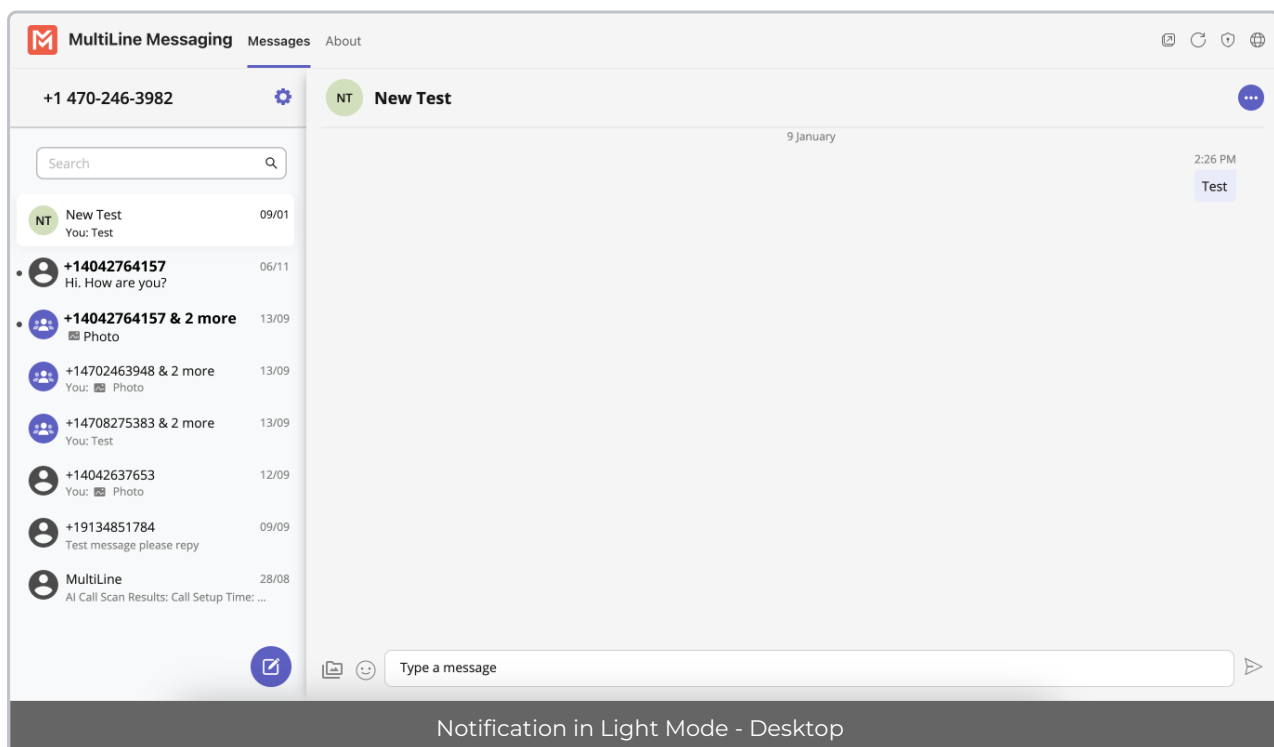 MultiLine Messaging Messages About
+1 470-246-3982
NT New Test
9 January
2:26 PM
Test
Search
NT New Test 09/01
You: Test
+14042764157 06/11
Hi. How are you?
+14042764157 & 2 more 13/09
Photo
+14702463948 & 2 more 13/09
You: Photo
+14708275383 & 2 more 13/09
You: Test
+14042637653 12/09
You: Photo
+19134851784 09/09
Test message please repy
MultiLine 28/08
AI Call Scan Results: Call Setup Time: ...
Type a message
Notification in Light Mode - Desktop